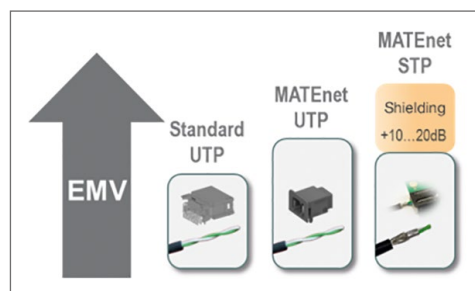 MATEnet
STP
MATEnet
UTP
Standard
UTP
Shielding
+10...20dB
EMV